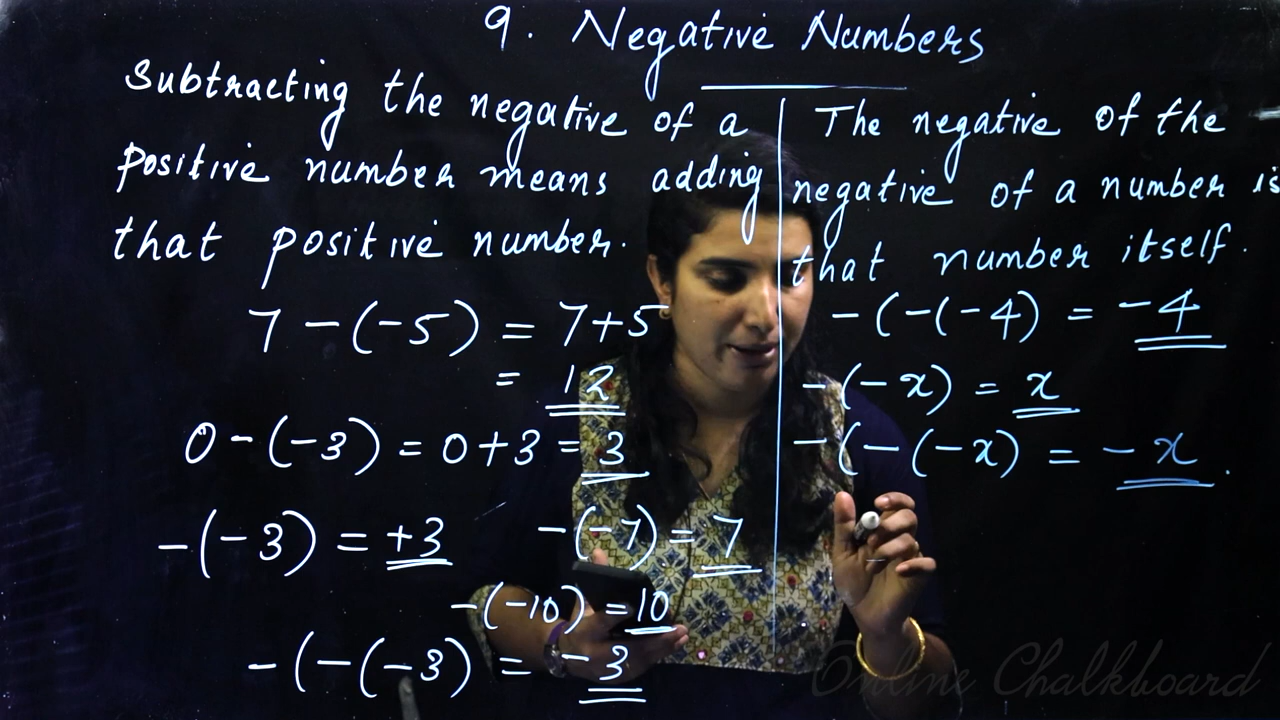 9. Negative Numbers
Subtracting the negative of a
positive number means adding
that positive number.
7 - (-5) = 7+5
= 12
0 - (-3) = 0+3 = 3
-(-3) = +3
-(-7) = 7
-(-10) = 10
-(-(-3) = -3
The negative of the
negative of a number is
that number itself.
-(-(-4) = -4
-(-x) = x
-(-(-x) = -x.
Online Chalkboard